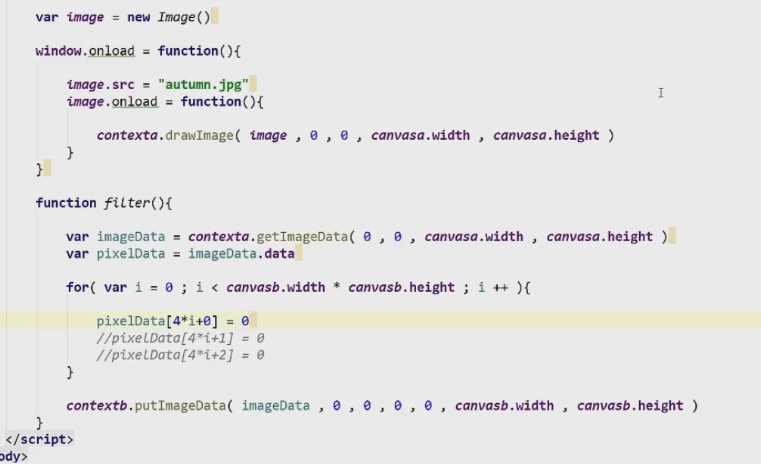 var image = new Image()
window.onload = function(){
image.src = "autumn.jpg"
image.onload = function(){
contexta.drawImage( image , 0 , 0 , canvasa.width , canvasa.height )
}
}
function filter(){
var imageData = contexta.getImageData( 0 , 0 , canvasa.width , canvasa.height )
var pixelData = imageData.data
for( var i = 0 ; i < canvasb.width * canvasb.height ; i ++ ){
pixelData[4*i+0] = 0
//pixelData[4*i+1] = 0
//pixelData[4*i+2] = 0
}
contextb.putImageData( imageData , 0 , 0 , 0 , 0 , canvasb.width , canvasb.height )
}
</script>
ody>